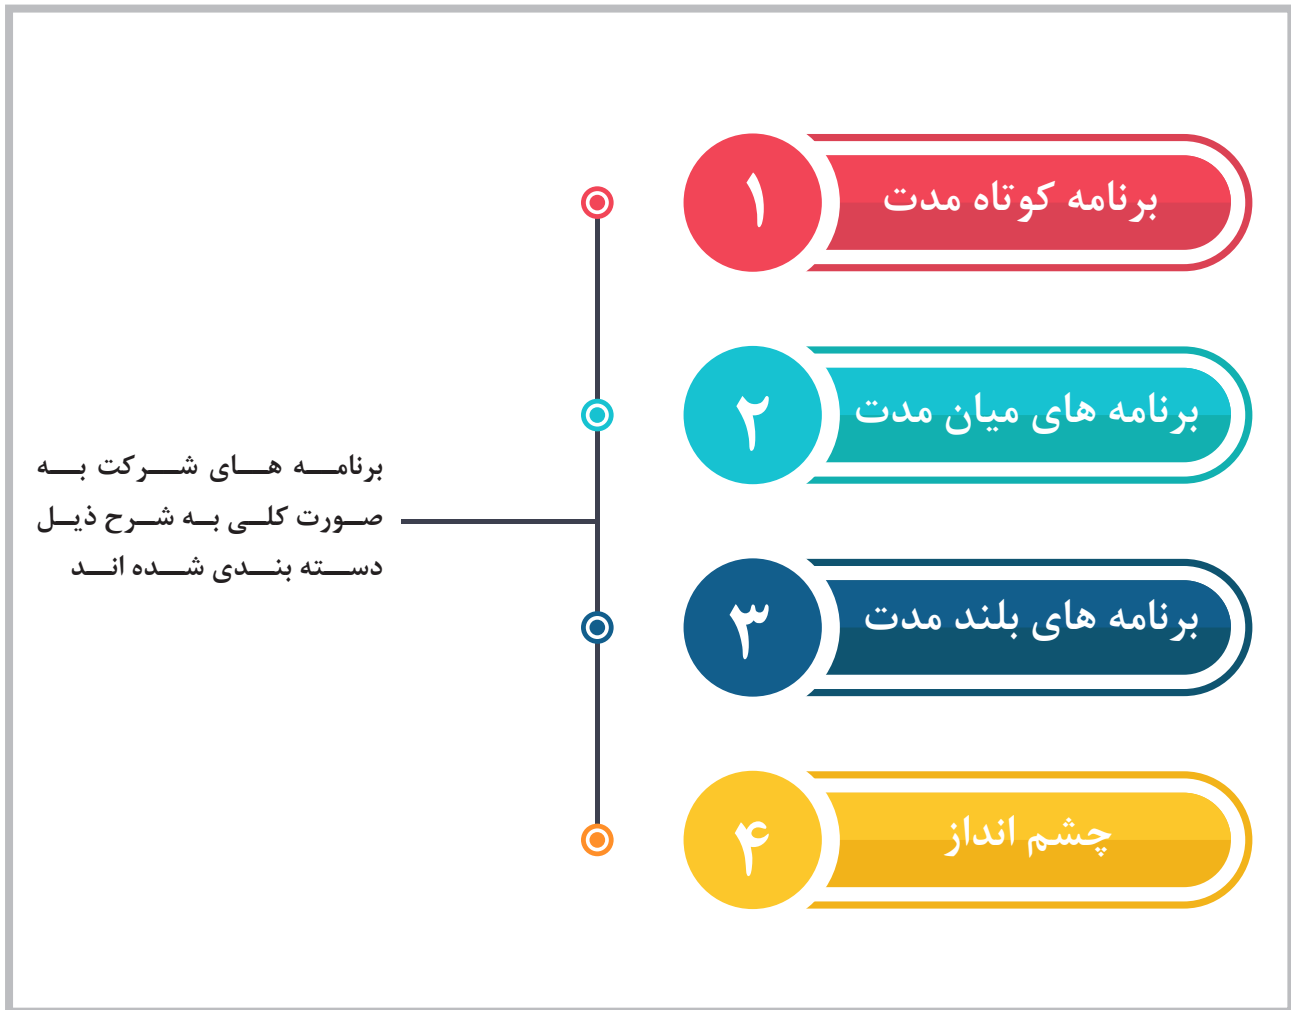 برنامه های شرکت به
صورت کلی به شرح ذیل
دسته بندی شده اند
۱
برنامه کوتاه مدت
۲
برنامه های میان مدت
۳
برنامه های بلند مدت
۴
چشم انداز